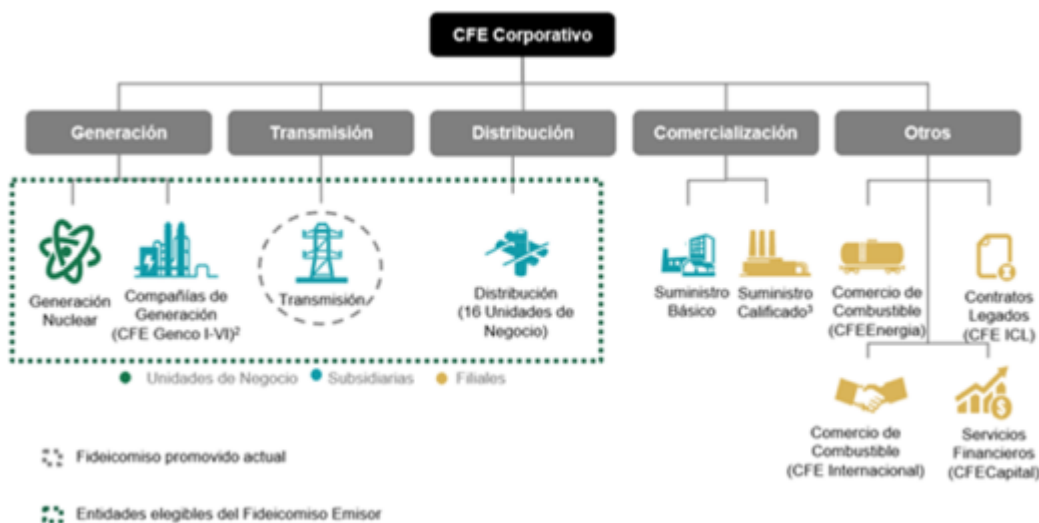 CFE Corporativo
Generación
Transmisión
Distribución
Comercialización
Otros
Generación
Nuclear
Compañías de
Generación
(CFE Genco I-VI)²
Transmisión
Distribución
(16 Unidades de
Negocio)
Suministro
Básico
Suministro
Calificado³
Comercio de
Combustible
(CFEEnergia)
Contratos
Legados
(CFE ICL)
Unidades de Negocio
Subsidiarias
Filiales
Comercio de
Combustible
(CFE Internacional)
Servicios
Financieros
(CFECapital)
Fideicomiso promovido actual
Entidades elegibles del Fideicomiso Emisor